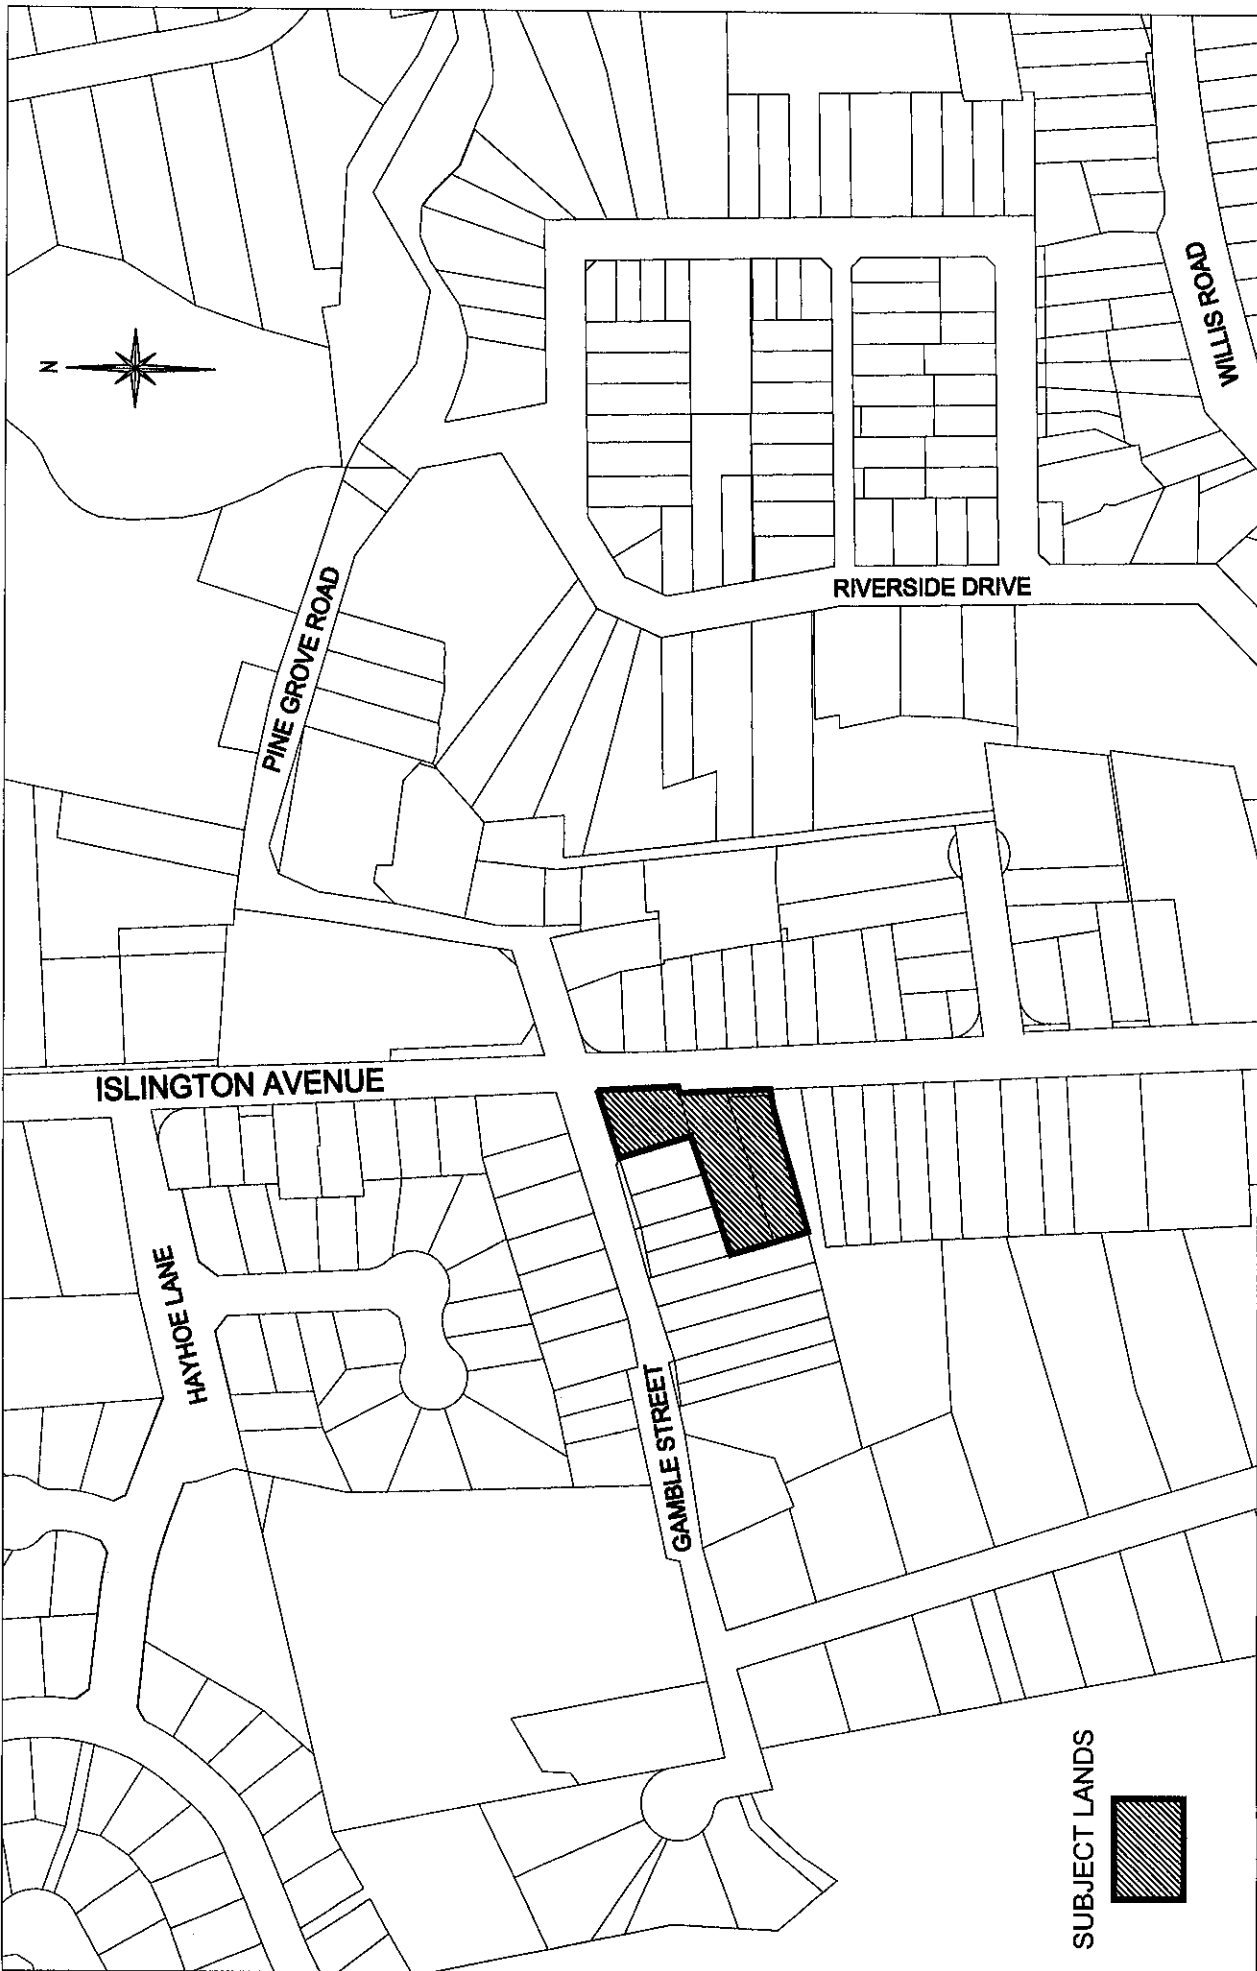 N
WILLIS ROAD
RIVERSIDE DRIVE
PINE GROVE ROAD
ISLINGTON AVENUE
HAYHOE LANE
GAMBLE STREET
SUBJECT LANDS